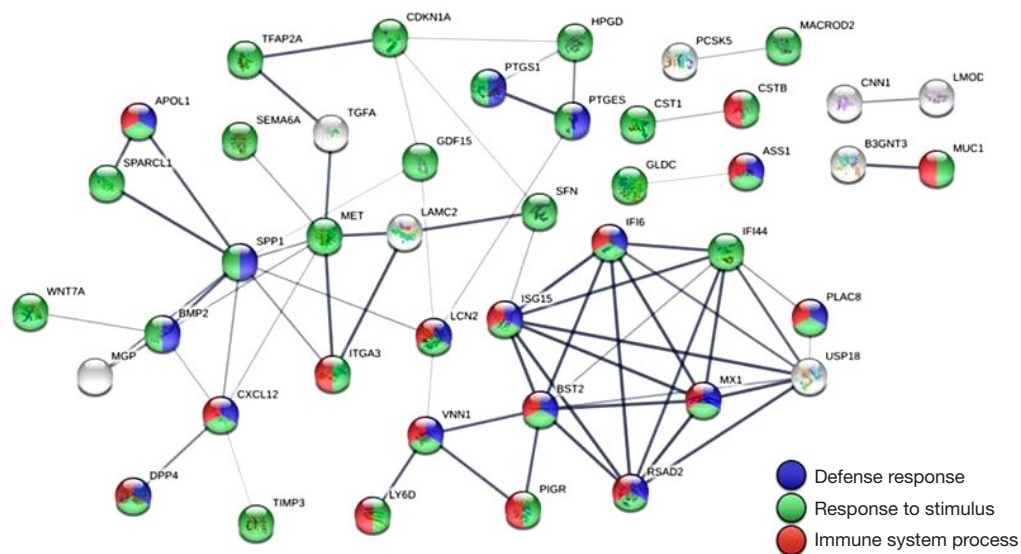 CDKN1A
HPGD
TFAP2A
PCSK5
MACROD2
PTGS1
CNN1
LMOD
APOL1
CSTB
CST1
PTGES
SEMA6A
TGFA
B3GNT3
MUC1
SPARCL1
GDF15
GLDC
ASS1
SFN
MET
LAMC2
IFI6
IFI44
SPP1
WNT7A
PLAC8
ISG15
BMP2
LCN2
MGP
ITGA3
USP18
MX1
CXCL12
BST2
VNN1
DPP4
RSAD2
LY6D
PIGR
TIMP3
Defense response
Response to stimulus
Immune system process